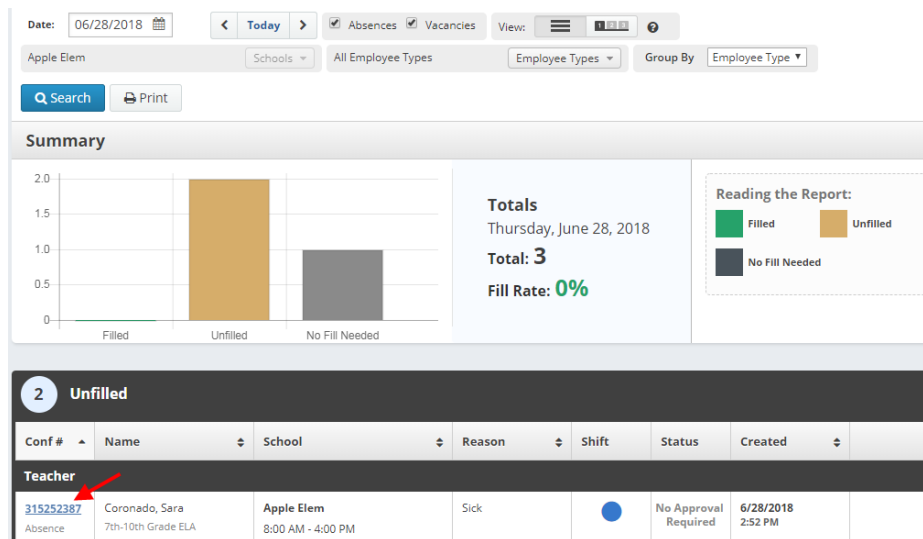 Date: 06/28/2018 Today Absences Vacancies View: 1 2 3 ?
Apple Elem Schools All Employee Types Employee Types Group By Employee Type
Search Print
Summary
2.0
1.5
1.0
0.5
0
Filled Unfilled No Fill Needed
Totals
Thursday, June 28, 2018
Total: 3
Fill Rate: 0%
Reading the Report:
Filled Unfilled
No Fill Needed
2 Unfilled
Conf # Name School Reason Shift Status Created
Teacher
315252387 Coronado, Sara Apple Elem Sick No Approval 6/28/2018
Absence 7th-10th Grade ELA 8:00 AM - 4:00 PM Required 2:52 PM